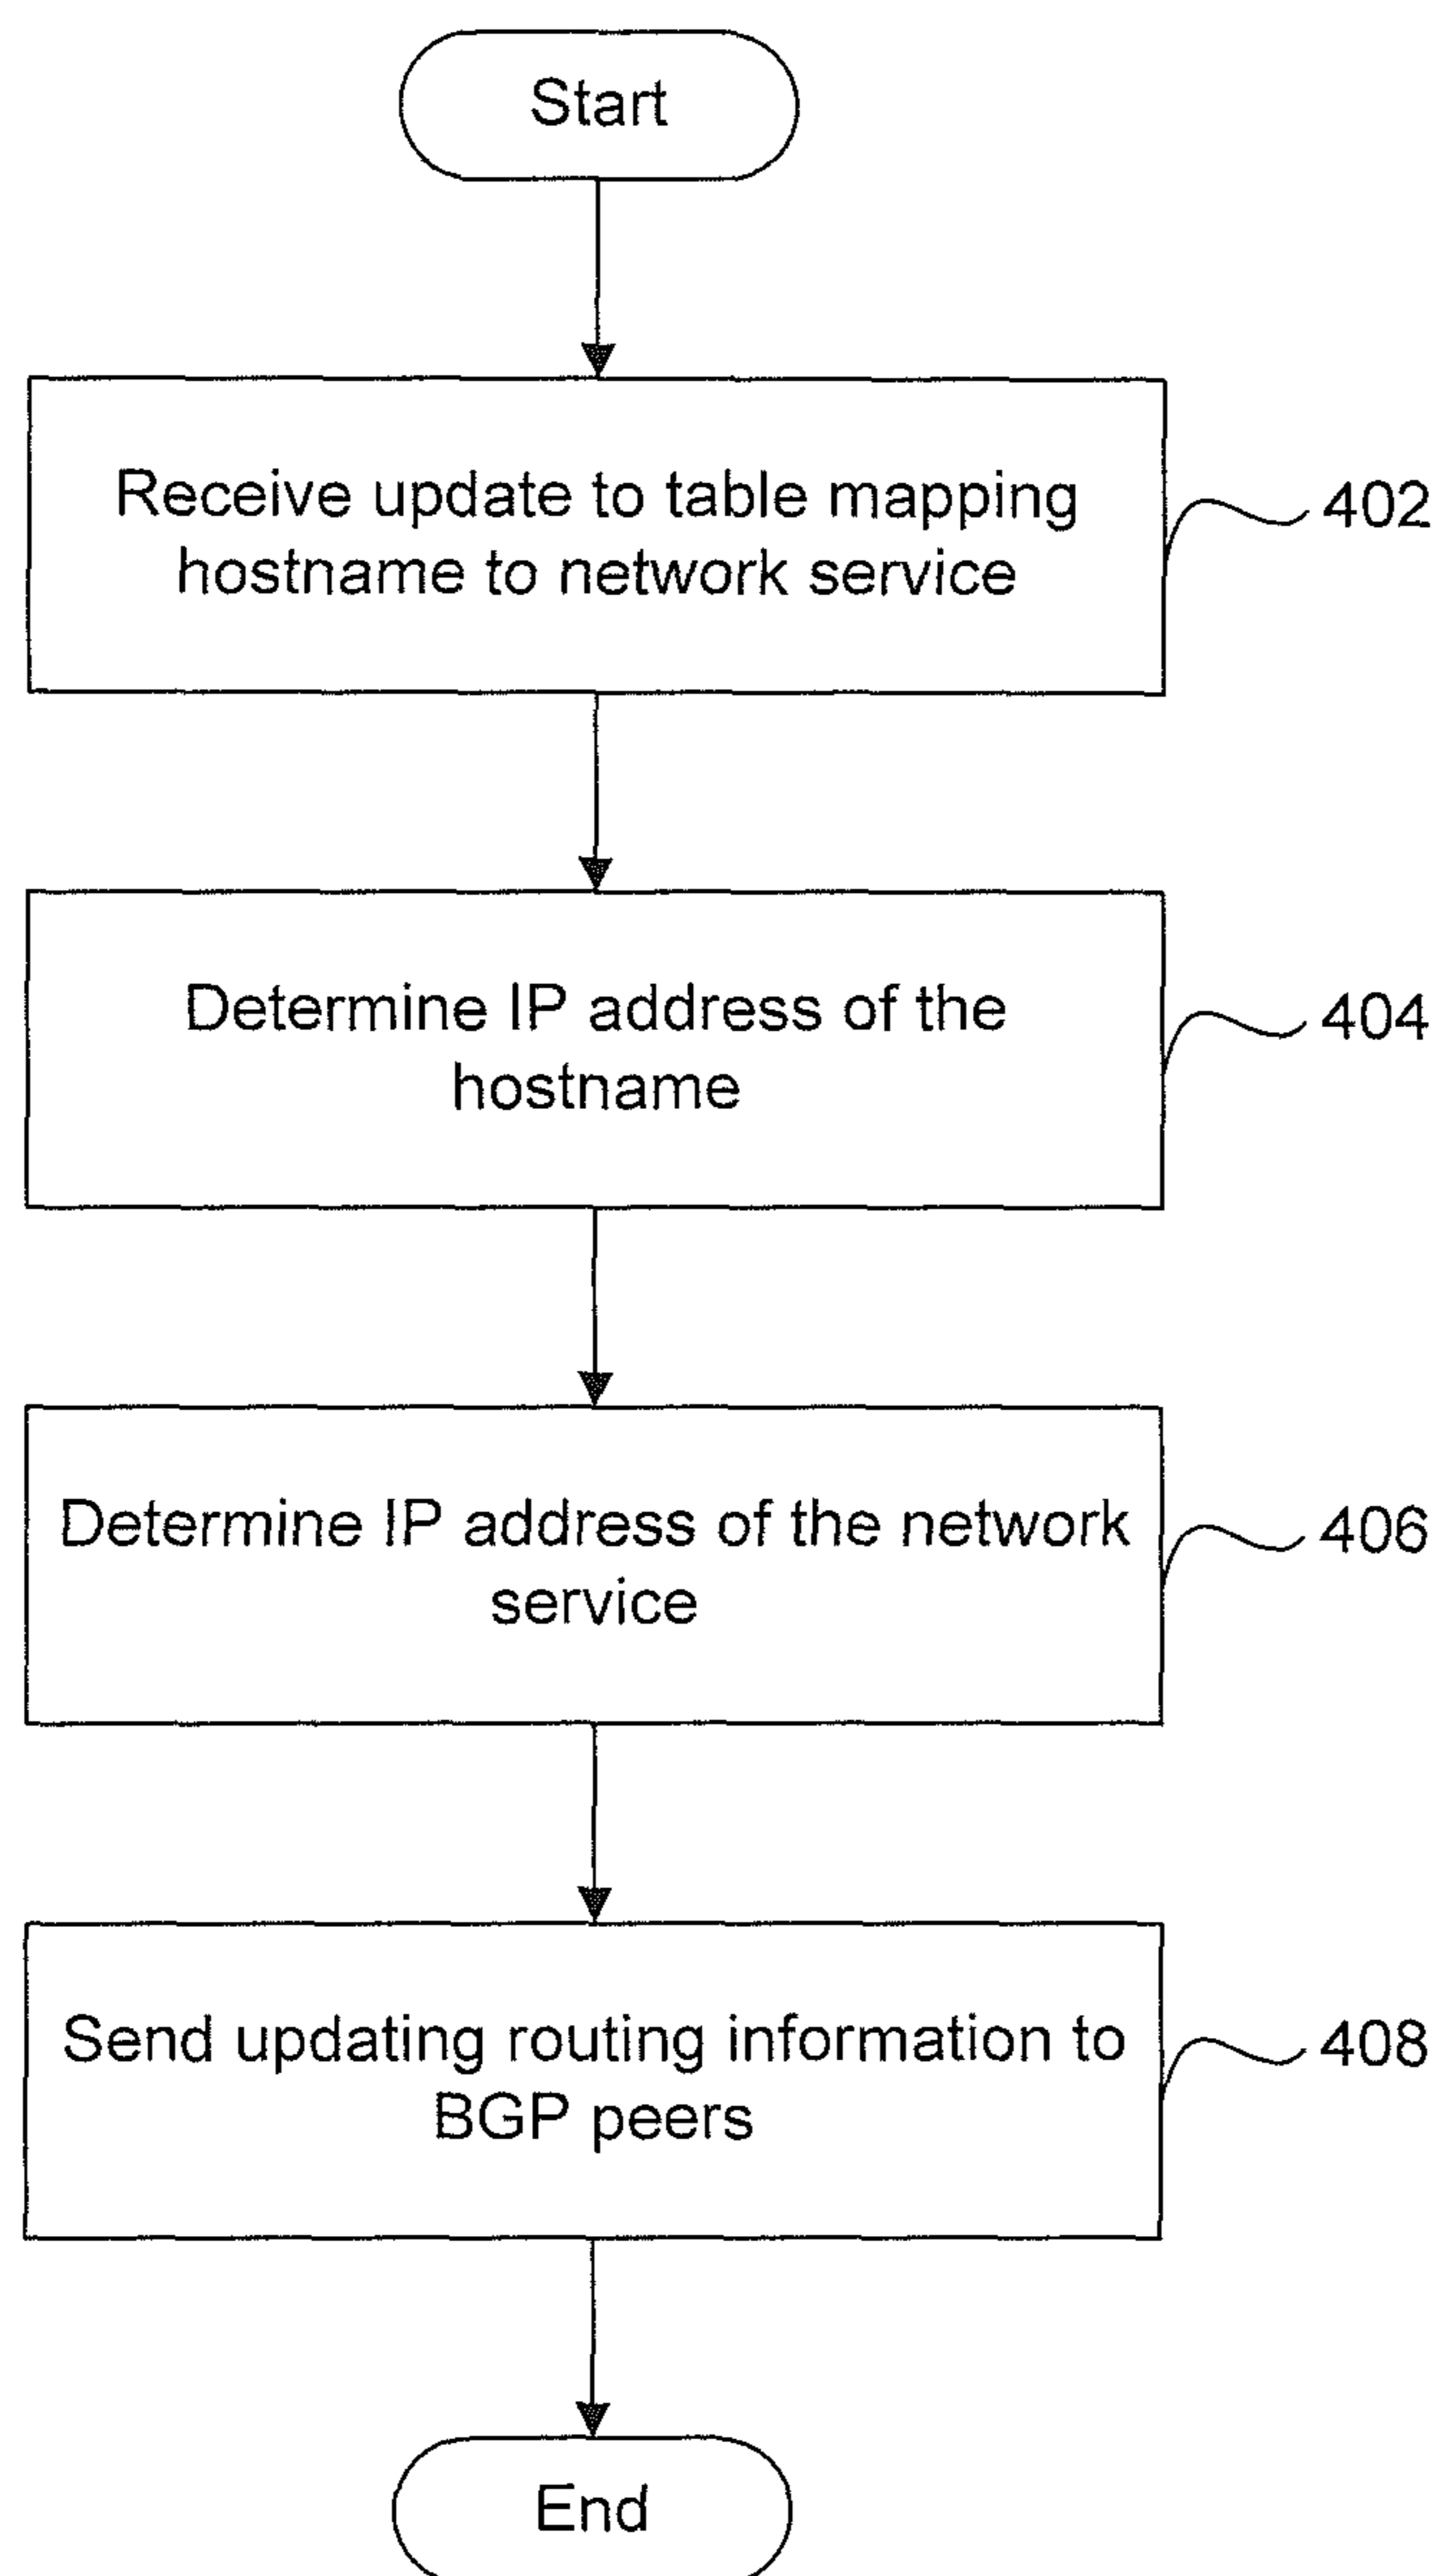 Start
Receive update to table mapping
hostname to network service
402
Determine IP address of the
hostname
404
Determine IP address of the network
service
406
Send updating routing information to
BGP peers
408
End